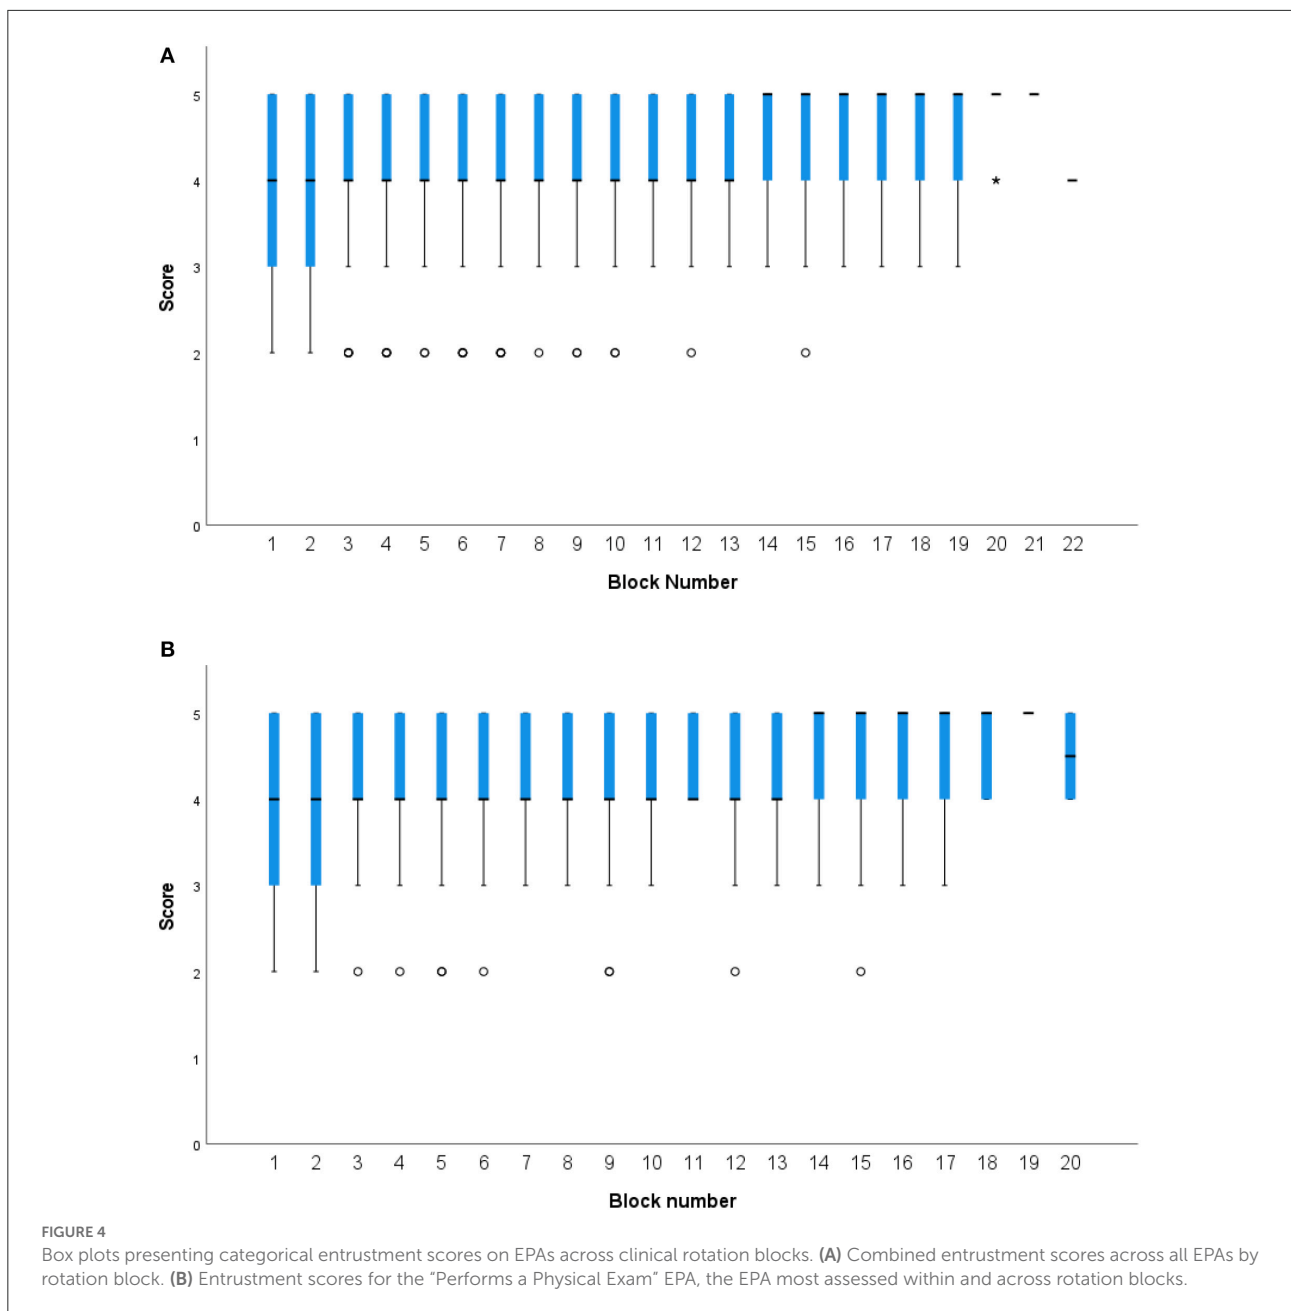 A
5
4
3
2
1
0
Score
1 2 3 4 5 6 7 8 9 10 11 12 13 14 15 16 17 18 19 20 21 22
Block Number
B
5
4
3
2
1
0
Score
1 2 3 4 5 6 7 8 9 10 11 12 13 14 15 16 17 18 19 20
Block number
FIGURE 4
Box plots presenting categorical entrustment scores on EPAs across clinical rotation blocks. (A) Combined entrustment scores across all EPAs by
rotation block. (B) Entrustment scores for the "Performs a Physical Exam" EPA, the EPA most assessed within and across rotation blocks.